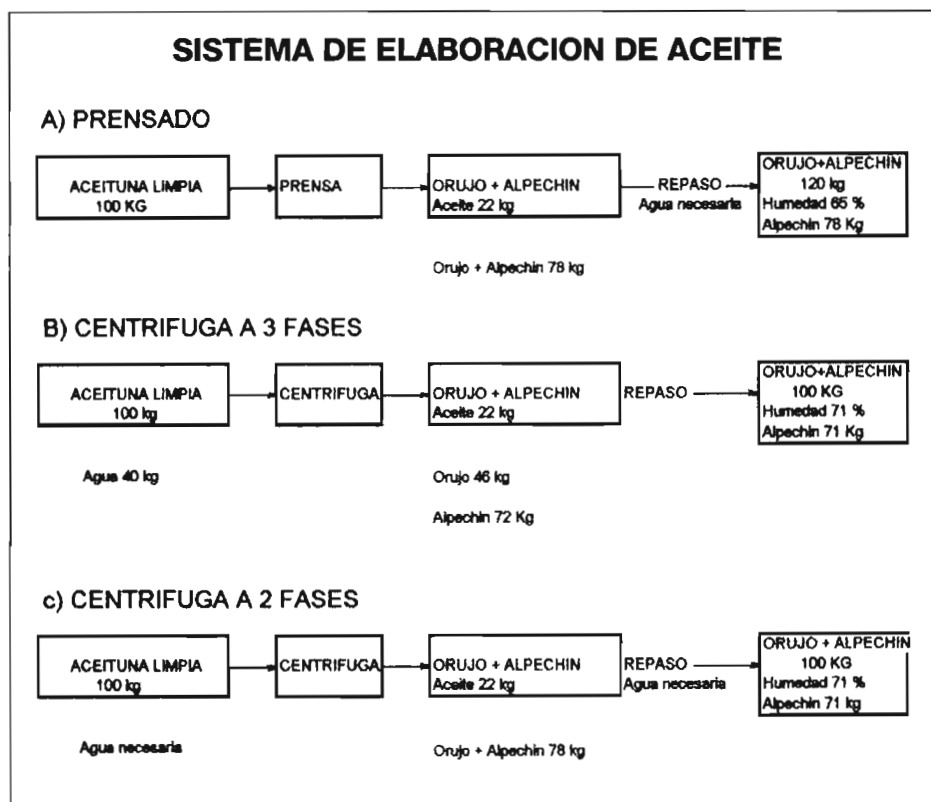 SISTEMA DE ELABORACION DE ACEITE
A) PRENSADO
ACEITUNA LIMPIA
100 KG
PRENSA
ORUJO + ALPECHIN
Aceite 22 kg
REPASO
Agua necesaria
ORUJO+ALPECHIN
120 kg
Humedad 65 %
Alpechin 78 Kg
Orujo + Alpechin 78 kg
B) CENTRIFUGA A 3 FASES
ACEITUNA LIMPIA
100 kg
CENTRIFUGA
ORUJO + ALPECHIN
Aceite 22 kg
REPASO
ORUJO+ALPECHIN
100 KG
Humedad 71 %
Alpechin 71 Kg
Agua 40 kg
Orujo 46 kg
Alpechin 72 Kg
c) CENTRIFUGA A 2 FASES
ACEITUNA LIMPIA
100 kg
CENTRIFUGA
ORUJO + ALPECHIN
Aceite 22 kg
REPASO
Agua necesaria
ORUJO + ALPECHIN
100 KG
Humedad 71 %
Alpechin 71 kg
Agua necesaria
Orujo + Alpechin 78 kg